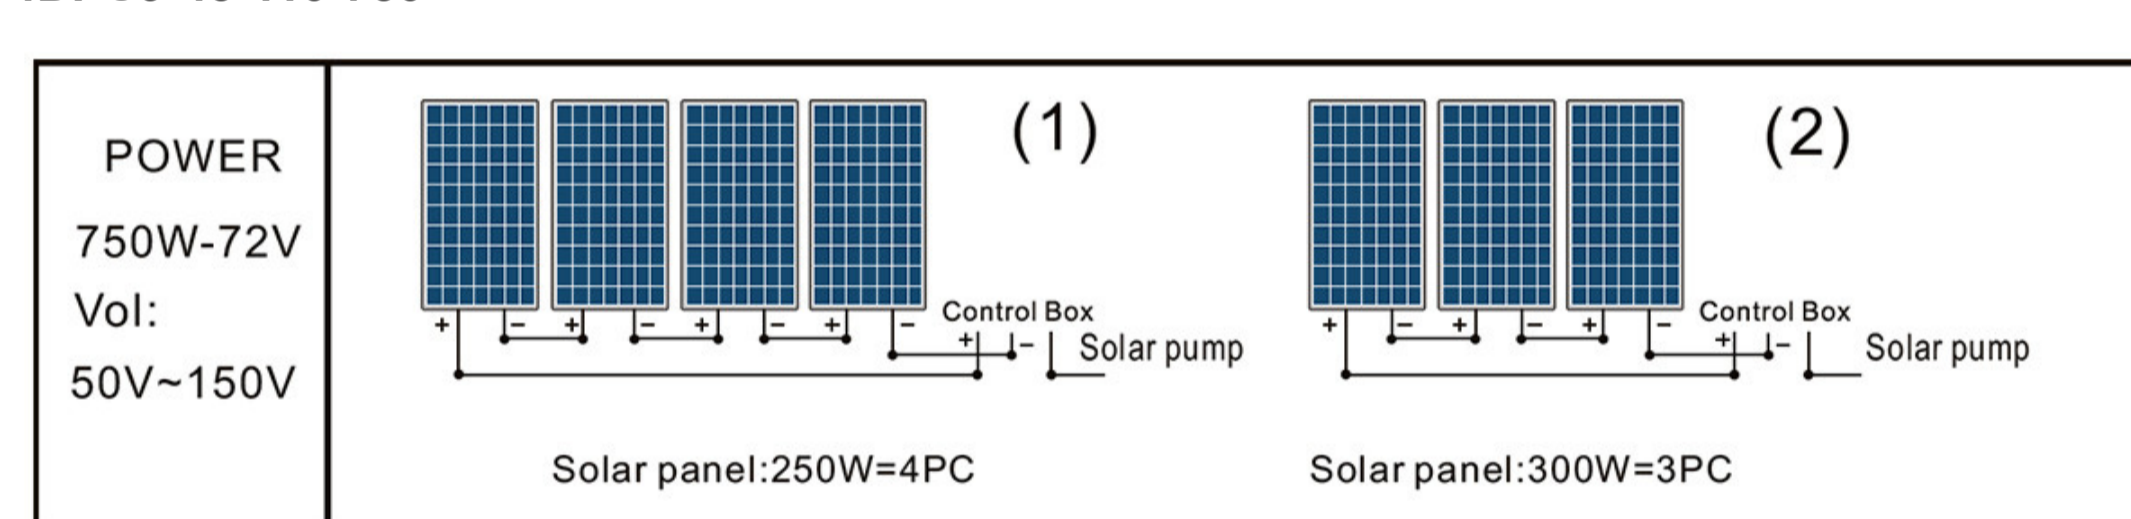 POWER
750W-72V
Vol:
50V~150V
(1)
+ − + − + − + −
Control Box
+ −
Solar pump
Solar panel:250W=4PC
(2)
+ − + − + −
Control Box
+ −
Solar pump
Solar panel:300W=3PC